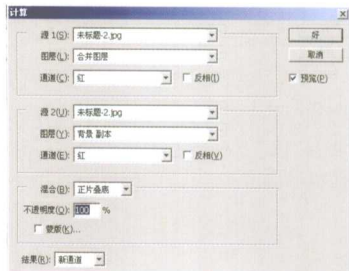 计算
源 1(S): 未标题-2.jpg
好
图层(L): 合并图层
取消
通道(C): 红 反相(I)
预览(P)
源 2(U): 未标题-2.jpg
图层(Y): 背景 副本
通道(E): 红 反相(V)
混合(B): 正片叠底
不透明度(O): 100 %
蒙版(K)...
结果(R): 新通道